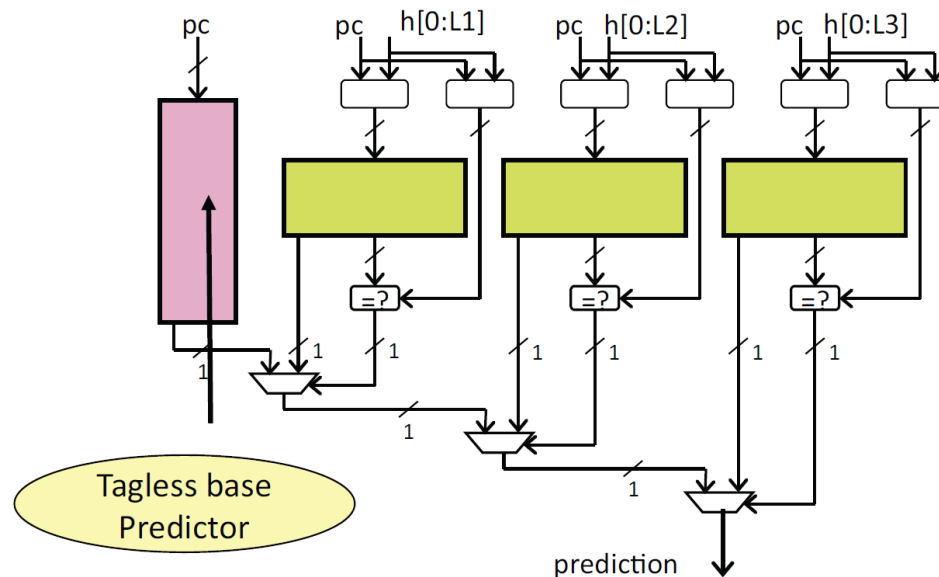 pc
pc
h[0:L1]
pc
h[0:L2]
pc
h[0:L3]
=?
=?
=?
1
1
1
1
1
1
1
1
1
Tagless base
Predictor
prediction